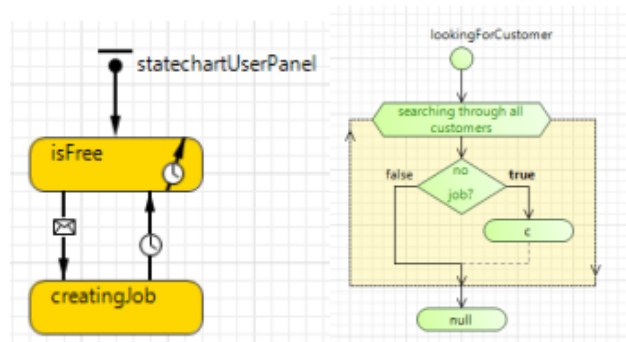 statechartUserPanel
isFree
creatingJob
lookingForCustomer
searching through all
customers
false
no
true
job?
c
null